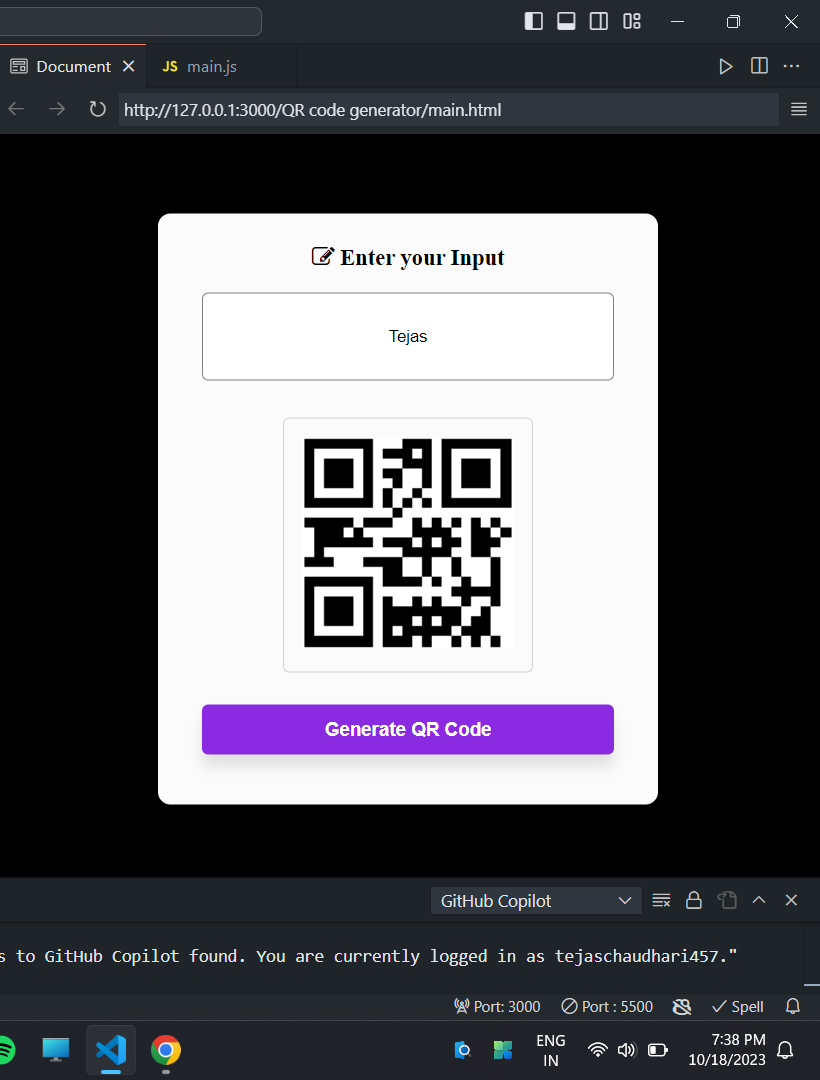 Document
JS main.js
http://127.0.0.1:3000/QR code generator/main.html
Enter your Input
Tejas
Generate QR Code
GitHub Copilot
s to GitHub Copilot found. You are currently logged in as tejaschaudhari457."
Port: 3000 Port : 5500 Spell
ENG 7:38 PM
IN 10/18/2023